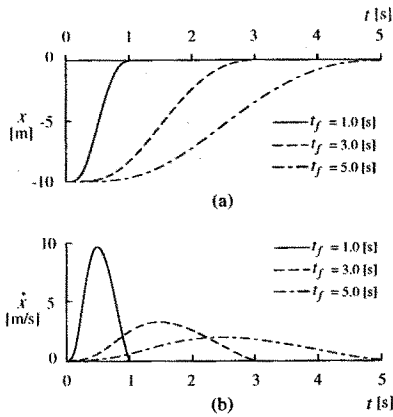 t [s]
0 1 2 3 4 5
0
x
[m]
-5
-10
t_f = 1.0 [s]
t_f = 3.0 [s]
t_f = 5.0 [s]
(a)
10
ẋ
[m/s]
5
0
t_f = 1.0 [s]
t_f = 3.0 [s]
t_f = 5.0 [s]
0 1 2 3 4 5
(b)
t [s]